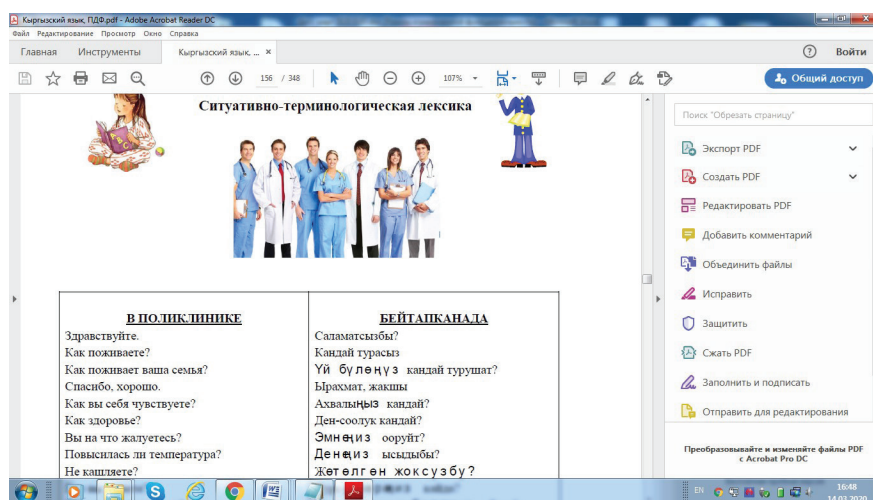 Кыргызский язык, ПДФ.pdf - Adobe Acrobat Reader DC
Файл Редактирование Просмотр Окно Справка
Главная Инструменты Кыргызский язык, ... × Войти
156 / 348 107% Общий доступ
Ситуативно-терминологическая лексика
В ПОЛИКЛИНИКЕ
Здравствуйте.
Как поживаете?
Как поживает ваша семья?
Спасибо, хорошо.
Как вы себя чувствуете?
Как здоровье?
Вы на что жалуетесь?
Повысилась ли температура?
Не кашляете?
БЕЙТАПКАНАДА
Саламатсызбы?
Кандай турасыз
Үй бүлөңүз кандай турушат?
Ырахмат, жакшы
Ахвалыңыз кандай?
Ден-соолук кандай?
Эмнеңиз ооруйт?
Денеңиз ысыдыбы?
Жөтөлгөн жоксузбу?
Поиск "Обрезать страницу"
Экспорт PDF
Создать PDF
Редактировать PDF
Добавить комментарий
Объединить файлы
Исправить
Защитить
Сжать PDF
Заполнить и подписать
Отправить для редактирования
Преобразовывайте и изменяйте файлы PDF
с Acrobat Pro DC
EN 16:48
14.03.2020